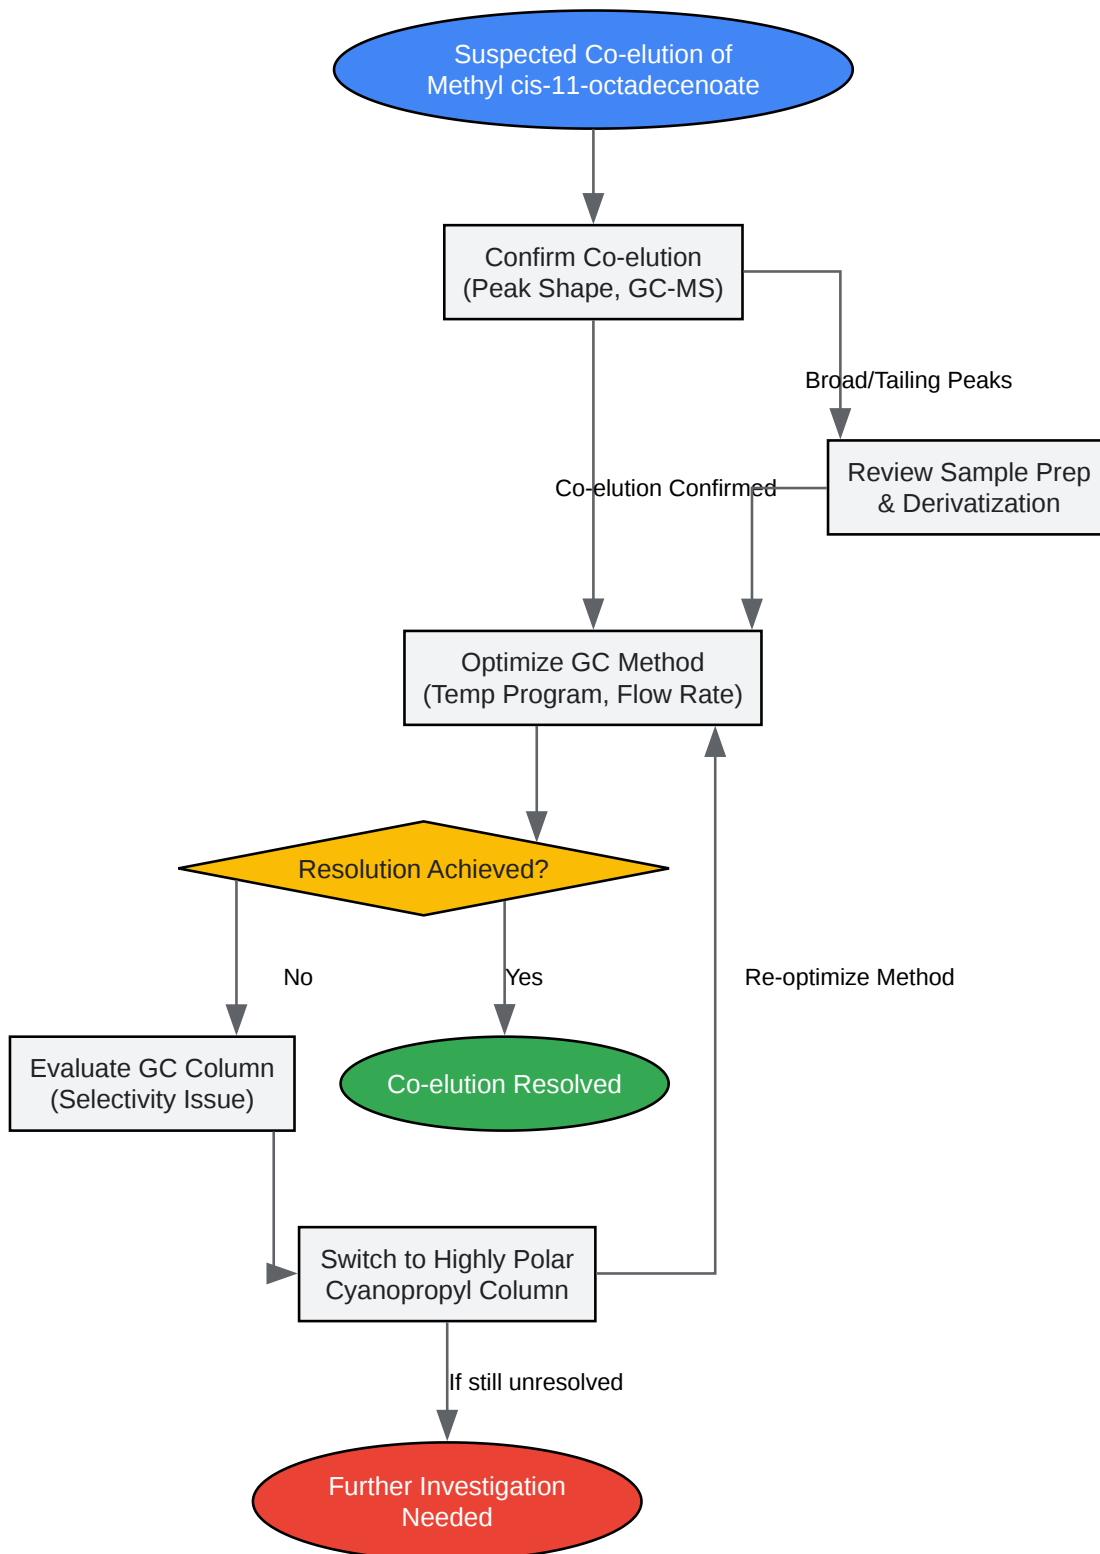 Suspected Co-elution of
Methyl cis-11-octadecenoate
Confirm Co-elution
(Peak Shape, GC-MS)
Broad/Tailing Peaks
Co-elution Confirmed
Review Sample Prep
& Derivatization
Optimize GC Method
(Temp Program, Flow Rate)
Resolution Achieved?
No
Yes
Re-optimize Method
Evaluate GC Column
(Selectivity Issue)
Co-elution Resolved
Switch to Highly Polar
Cyanopropyl Column
If still unresolved
Further Investigation
Needed